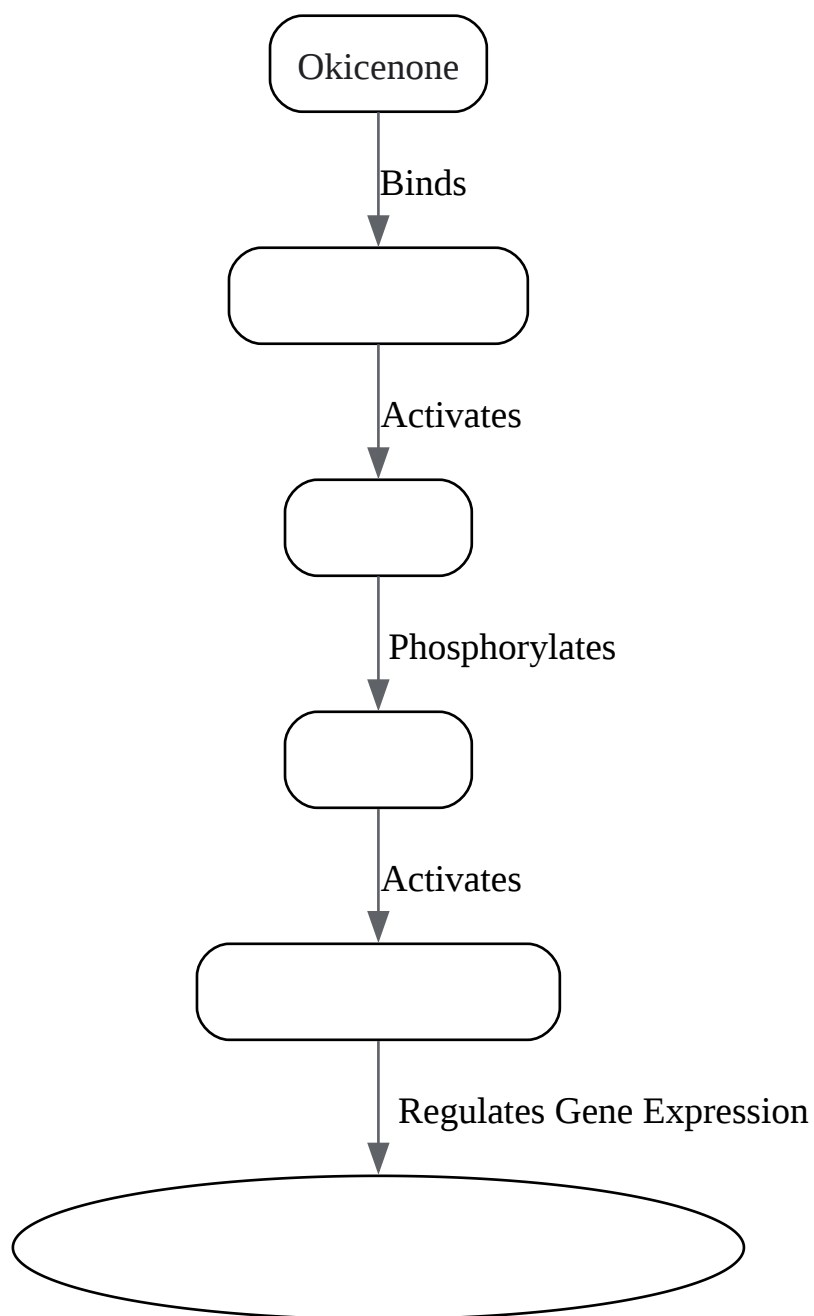 Okicenone
Binds
Activates
Phosphorylates
Activates
Regulates Gene Expression